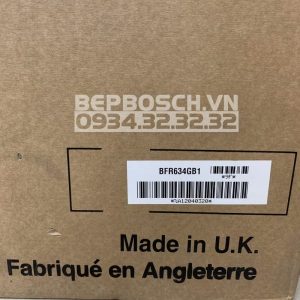 BEPBOSCH.VN
0934.32.32.32
BFR634GB1
Made in U.K.
Fabriqué en Angleterre